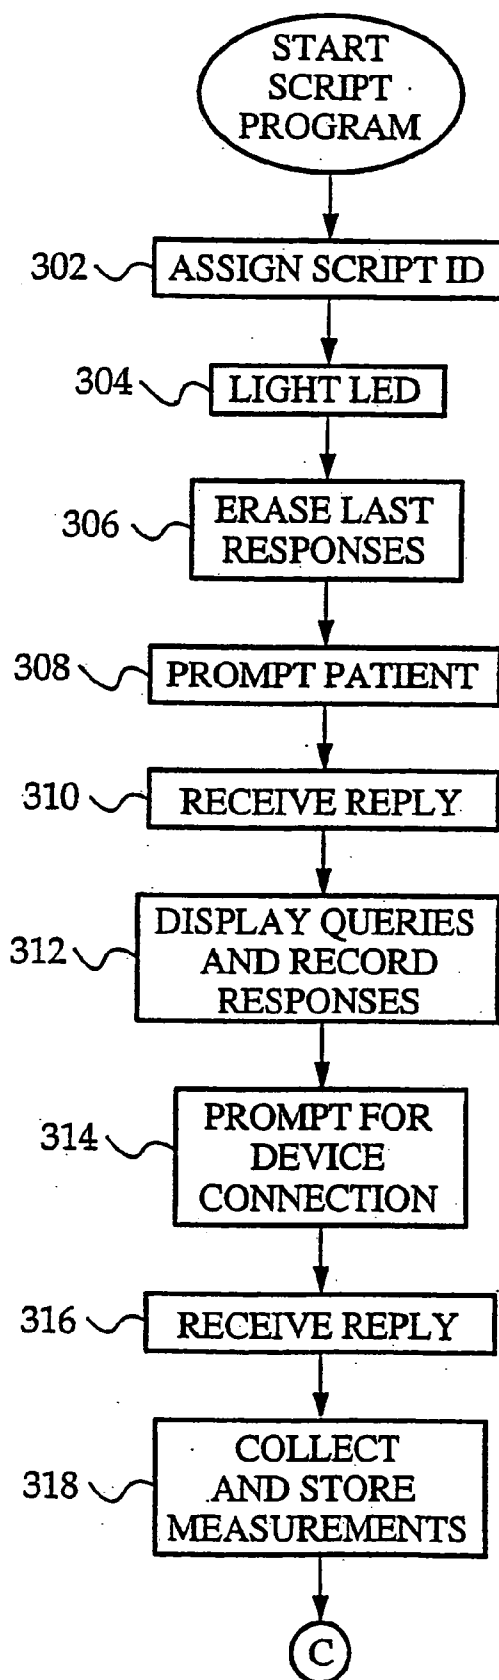 START
SCRIPT
PROGRAM
302 ASSIGN SCRIPT ID
304 LIGHT LED
306 ERASE LAST
RESPONSES
308 PROMPT PATIENT
310 RECEIVE REPLY
312 DISPLAY QUERIES
AND RECORD
RESPONSES
314 PROMPT FOR
DEVICE
CONNECTION
316 RECEIVE REPLY
318 COLLECT
AND STORE
MEASUREMENTS
C